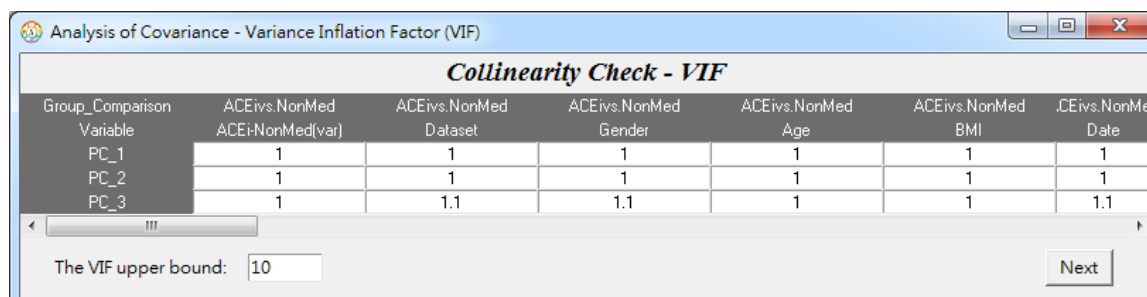 Analysis of Covariance - Variance Inflation Factor (VIF)
Collinearity Check - VIF
Group_Comparison ACEivs.NonMed ACEivs.NonMed ACEivs.NonMed ACEivs.NonMed ACEivs.NonMed .CEivs.NonMe
Variable ACEi-NonMed(var) Dataset Gender Age BMI Date
PC_1 1 1 1 1 1 1
PC_2 1 1 1 1 1 1
PC_3 1 1.1 1.1 1 1 1.1
The VIF upper bound: 10 Next